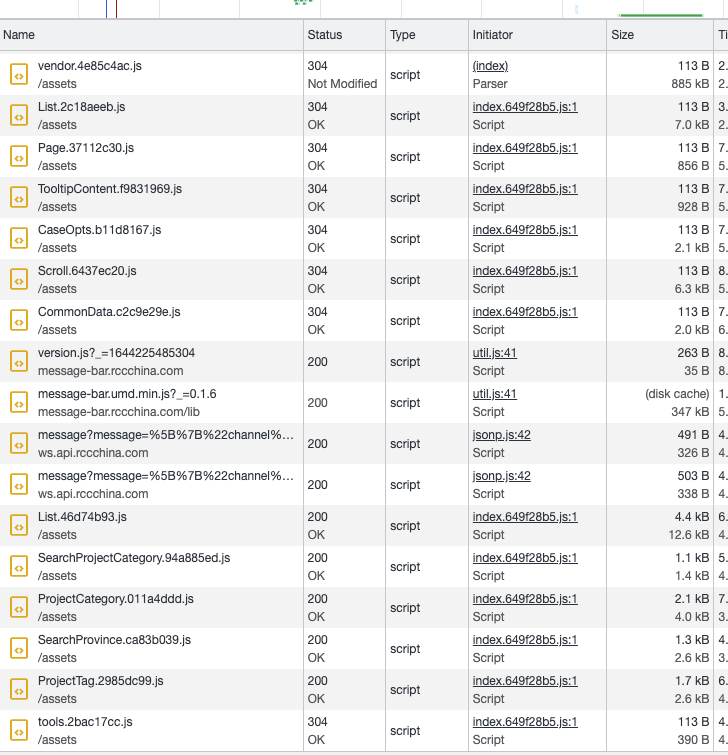 Name Status Type Initiator Size Ti
vendor.4e85c4ac.js 304 script (index) 113 B 2.
/assets Not Modified Parser 885 kB 2.
List.2c18aeeb.js 304 script index.649f28b5.js:1 113 B 3.
/assets OK Script 7.0 kB 2.
Page.37112c30.js 304 script index.649f28b5.js:1 113 B 7.
/assets OK Script 856 B 5.
TooltipContent.f9831969.js 304 script index.649f28b5.js:1 113 B 7.
/assets OK Script 928 B 5.
CaseOpts.b11d8167.js 304 script index.649f28b5.js:1 113 B 7.
/assets OK Script 2.1 kB 5.
Scroll.6437ec20.js 304 script index.649f28b5.js:1 113 B 8.
/assets OK Script 6.3 kB 5.
CommonData.c2c9e29e.js 304 script index.649f28b5.js:1 113 B 7.
/assets OK Script 2.0 kB 6.
version.js?_=1644225485304 200 script util.js:41 263 B 8.
message-bar.rccchina.com Script 35 B 8.
message-bar.umd.min.js?_=0.1.6 200 script util.js:41 (disk cache) 1.
message-bar.rccchina.com/lib Script 347 kB 5.
message?message=%5B%7B%22channel%... 200 script jsonp.js:42 491 B 4.
ws.api.rccchina.com Script 326 B 4.
message?message=%5B%7B%22channel%... 200 script jsonp.js:42 503 B 4.
ws.api.rccchina.com Script 338 B 4.
List.46d74b93.js 200 script index.649f28b5.js:1 4.4 kB 6.
/assets OK Script 12.6 kB 4.
SearchProjectCategory.94a885ed.js 200 script index.649f28b5.js:1 1.1 kB 5.
/assets OK Script 1.4 kB 4.
ProjectCategory.011a4ddd.js 200 script index.649f28b5.js:1 2.1 kB 7.
/assets OK Script 4.0 kB 3.
SearchProvince.ca83b039.js 200 script index.649f28b5.js:1 1.3 kB 4.
/assets OK Script 2.6 kB 3.
ProjectTag.2985dc99.js 200 script index.649f28b5.js:1 1.7 kB 6.
/assets OK Script 2.6 kB 4.
tools.2bac17cc.js 304 script index.649f28b5.js:1 113 B 4.
/assets OK Script 390 B 4.